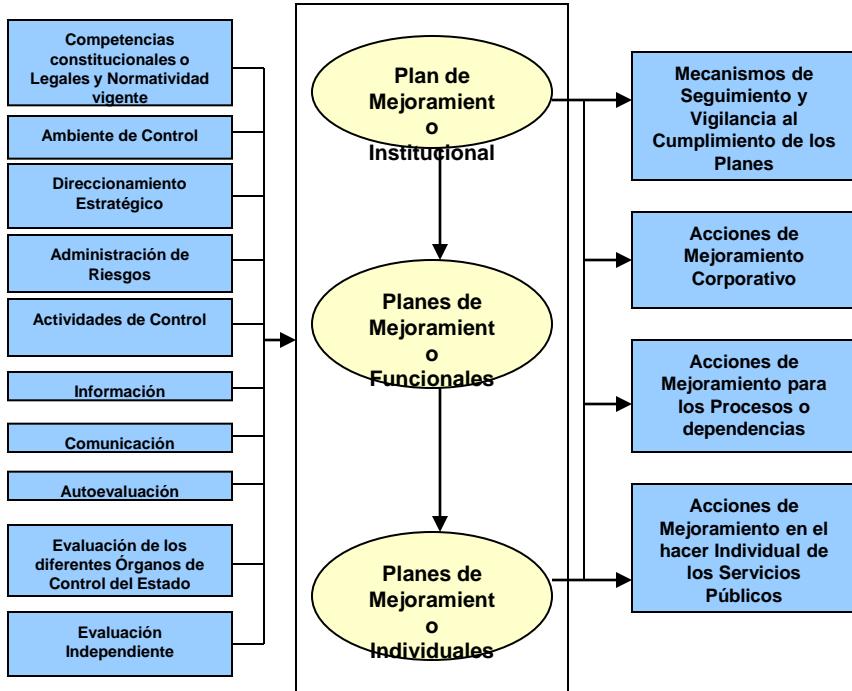 Competencias
constitucionales o
Legales y Normatividad
vigente
Ambiente de Control
Direccionamiento
Estratégico
Administración de
Riesgos
Actividades de Control
Información
Comunicación
Autoevaluación
Evaluación de los
diferentes Órganos de
Control del Estado
Evaluación
Independiente
Plan de
Mejoramient
o
Institucional
Planes de
Mejoramient
o
Funcionales
Planes de
Mejoramient
o
Individuales
Mecanismos de
Seguimiento y
Vigilancia al
Cumplimiento de los
Planes
Acciones de
Mejoramiento
Corporativo
Acciones de
Mejoramiento para
los Procesos o
dependencias
Acciones de
Mejoramiento en el
hacer Individual de
los Servicios
Públicos